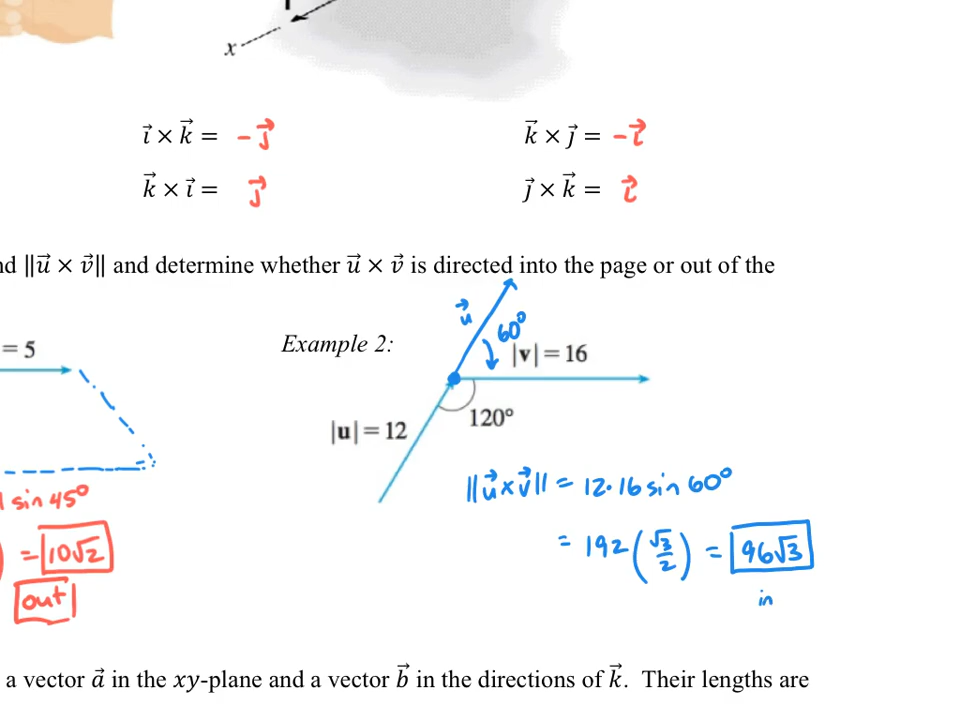 x
i⃗ × k⃗ = -j⃗
k⃗ × j⃗ = -i⃗
k⃗ × i⃗ = j⃗
j⃗ × k⃗ = i⃗
nd ‖u⃗ × v⃗‖ and determine whether u⃗ × v⃗ is directed into the page or out of the
= 5
sin 45°
= 10√2
out
Example 2:
u⃗
60°
|v| = 16
|u| = 12
120°
‖u⃗×v⃗‖ = 12·16 sin 60°
= 192 (√3/2) = 96√3
in
a vector a⃗ in the xy-plane and a vector b⃗ in the directions of k⃗. Their lengths are